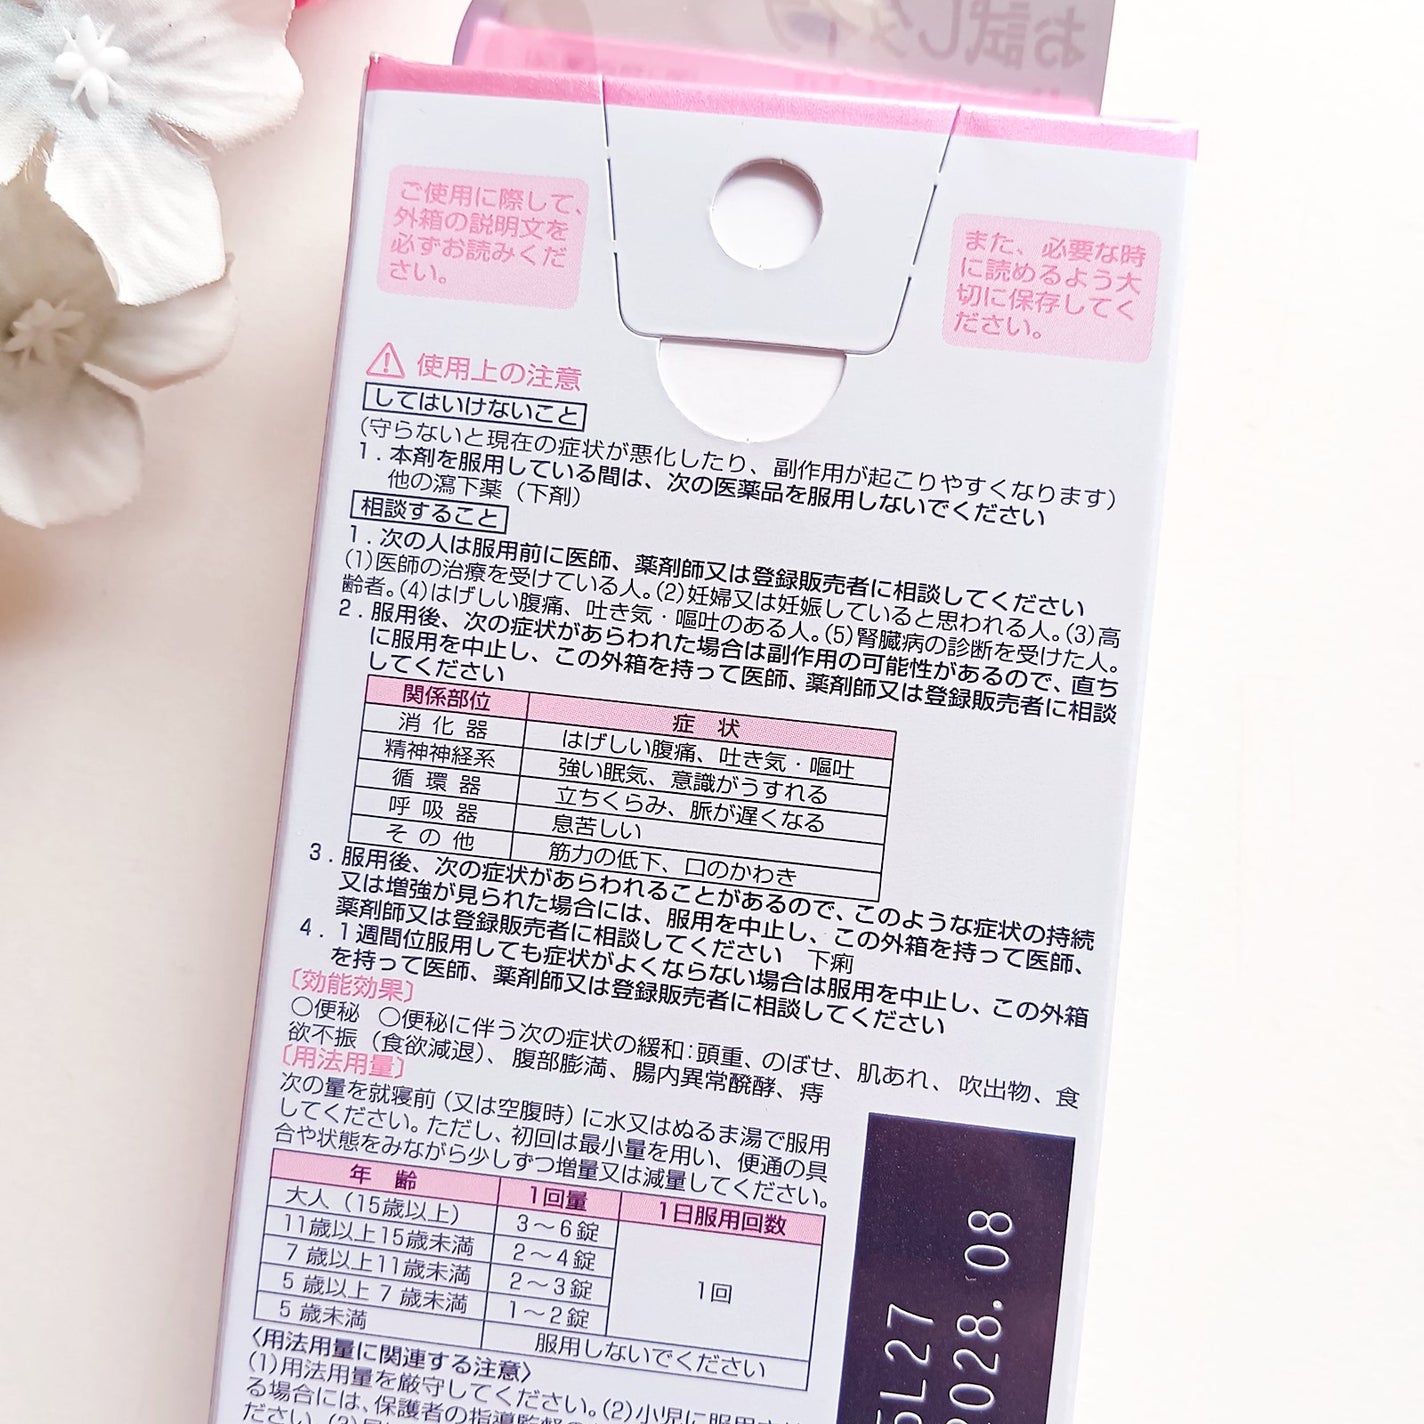 お試しタイプ
ご使用に際して、
外箱の説明文を
必ずお読みくだ
さい。
また、必要な時
に読めるよう大
切に保存してく
ださい。
使用上の注意
してはいけないこと
(守らないと現在の症状が悪化したり、副作用が起こりやすくなります)
1.本剤を服用している間は、次の医薬品を服用しないでください
他の瀉下薬(下剤)
相談すること
1.次の人は服用前に医師、薬剤師又は登録販売者に相談してください
(1)医師の治療を受けている人。(2)妊婦又は妊娠していると思われる人。(3)高
齢者。(4)はげしい腹痛、吐き気・嘔吐のある人。(5)腎臓病の診断を受けた人。
2.服用後、次の症状があらわれた場合は副作用の可能性があるので、直ち
に服用を中止し、この外箱を持って医師、薬剤師又は登録販売者に相談
してください
関係部位 症状
消化器 はげしい腹痛、吐き気・嘔吐
精神神経系 強い眠気、意識がうすれる
循環器 立ちくらみ、脈が遅くなる
呼吸器 息苦しい
その他 筋力の低下、口のかわき
3.服用後、次の症状があらわれることがあるので、このような症状の持続
又は増強が見られた場合には、服用を中止し、この外箱を持って医師、
薬剤師又は登録販売者に相談してください 下痢
4.1週間位服用しても症状がよくならない場合は服用を中止し、この外箱
を持って医師、薬剤師又は登録販売者に相談してください
〔効能効果〕
○便秘 ○便秘に伴う次の症状の緩和:頭重、のぼせ、肌あれ、吹出物、食
欲不振(食欲減退)、腹部膨満、腸内異常醗酵、痔
〔用法用量〕
次の量を就寝前(又は空腹時)に水又はぬるま湯で服用
してください。ただし、初回は最小量を用い、便通の具
合や状態をみながら少しずつ増量又は減量してください。
年齢 1回量 1日服用回数
大人(15歳以上) 3〜6錠
11歳以上15歳未満 2〜4錠
7歳以上11歳未満 2〜3錠 1回
5歳以上7歳未満 1〜2錠
5歳未満 服用しないでください
〈用法用量に関連する注意〉
(1)用法用量を厳守してください。(2)小児に服用させ
る場合には、保護者の指導監督の
ださい。
5L27
2028.08